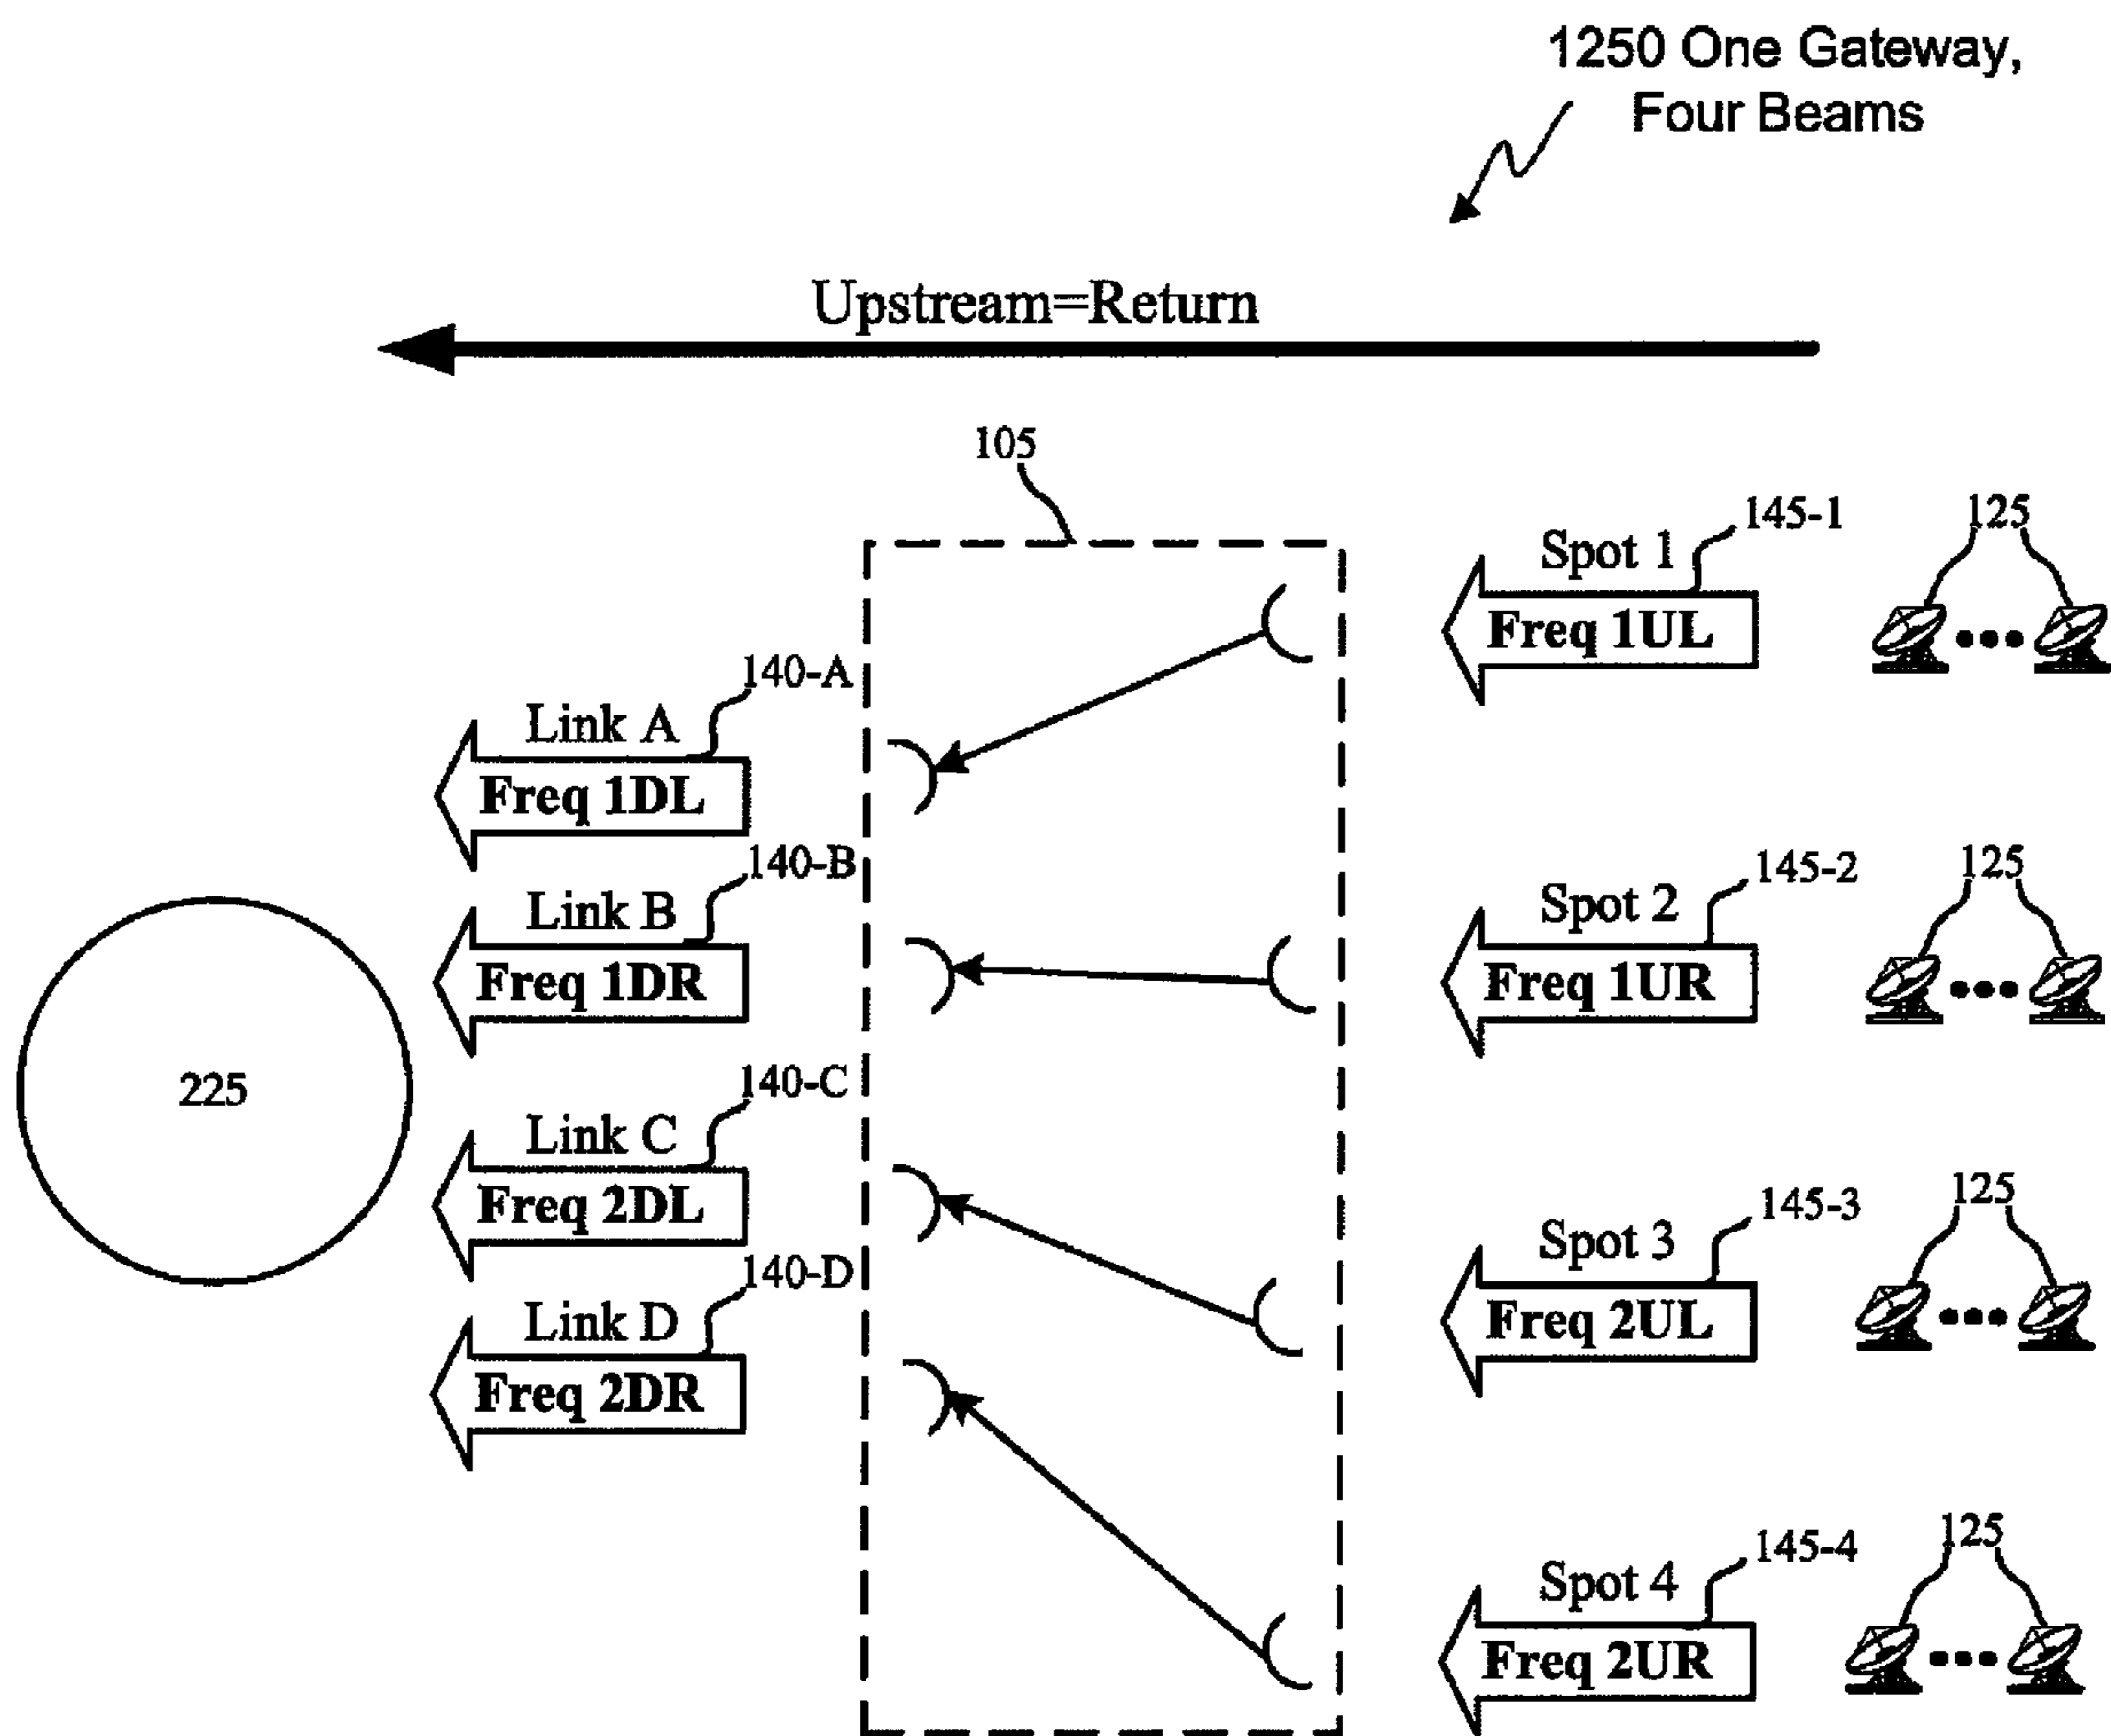 1250 One Gateway,
Four Beams
Upstream=Return
105
Spot 1
145-1
125
Freq 1UL
140-A
Link A
Freq 1DL
140-B
Link B
Freq 1DR
Spot 2
145-2
125
Freq 1UR
225
140-C
Link C
Freq 2DL
Spot 3
145-3
125
Freq 2UL
140-D
Link D
Freq 2DR
Spot 4
145-4
125
Freq 2UR